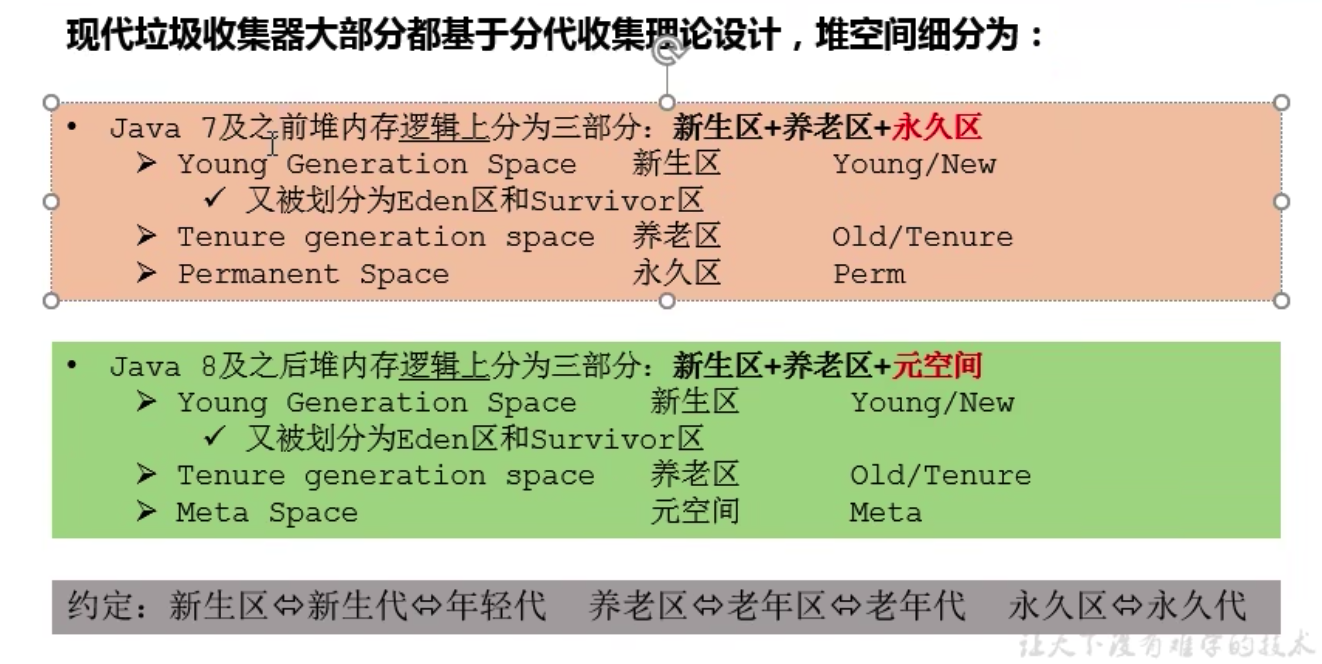 现代垃圾收集器大部分都基于分代收集理论设计，堆空间细分为：
• Java 7及之前堆内存逻辑上分为三部分：新生区+养老区+永久区
➢ Young Generation Space 新生区 Young/New
✓ 又被划分为Eden区和Survivor区
➢ Tenure generation space 养老区 Old/Tenure
➢ Permanent Space 永久区 Perm
• Java 8及之后堆内存逻辑上分为三部分：新生区+养老区+元空间
➢ Young Generation Space 新生区 Young/New
✓ 又被划分为Eden区和Survivor区
➢ Tenure generation space 养老区 Old/Tenure
➢ Meta Space 元空间 Meta
约定：新生区⇔新生代⇔年轻代 养老区⇔老年区⇔老年代 永久区⇔永久代
让天下没有难学的技术